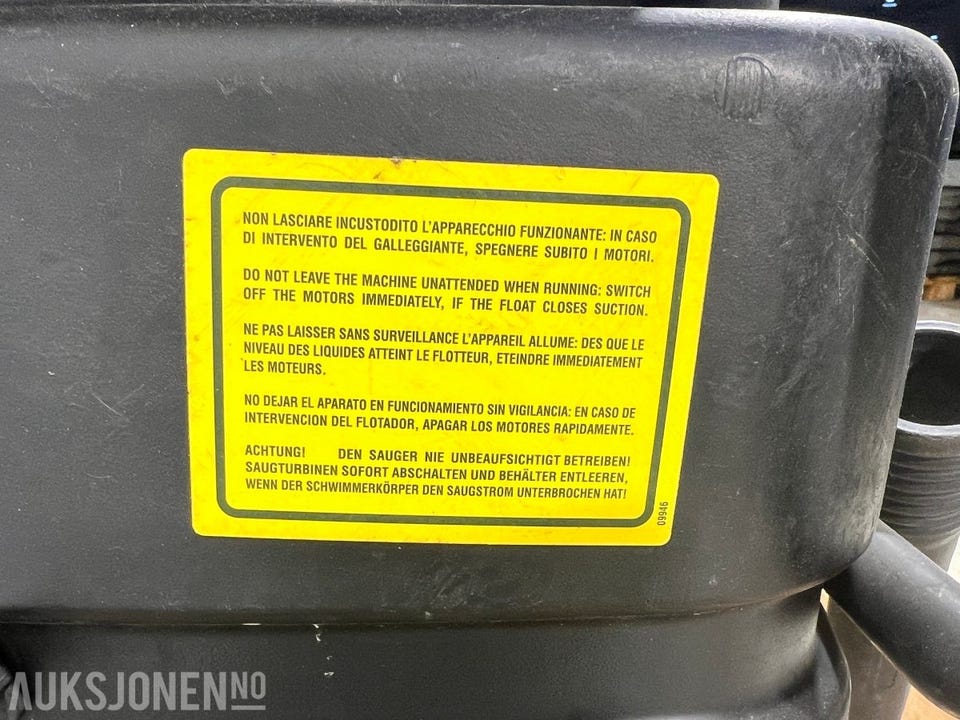 NON LASCIARE INCUSTODITO L'APPARECCHIO FUNZIONANTE: IN CASO
DI INTERVENTO DEL GALLEGGIANTE, SPEGNERE SUBITO I MOTORI.
DO NOT LEAVE THE MACHINE UNATTENDED WHEN RUNNING: SWITCH
OFF THE MOTORS IMMEDIATELY, IF THE FLOAT CLOSES SUCTION.
NE PAS LAISSER SANS SURVEILLANCE L'APPAREIL ALLUME: DES QUE LE
NIVEAU DES LIQUIDES ATTEINT LE FLOTTEUR, ETEINDRE IMMEDIATEMENT
LES MOTEURS.
NO DEJAR EL APARATO EN FUNCIONAMIENTO SIN VIGILANCIA: EN CASO DE
INTERVENCION DEL FLOTADOR, APAGAR LOS MOTORES RAPIDAMENTE.
ACHTUNG! DEN SAUGER NIE UNBEAUFSICHTIGT BETREIBEN!
SAUGTURBINEN SOFORT ABSCHALTEN UND BEHÄLTER ENTLEEREN,
WENN DER SCHWIMMERKÖRPER DEN SAUGSTROM UNTERBROCHEN HAT!
09946
AUKSJONEN NO